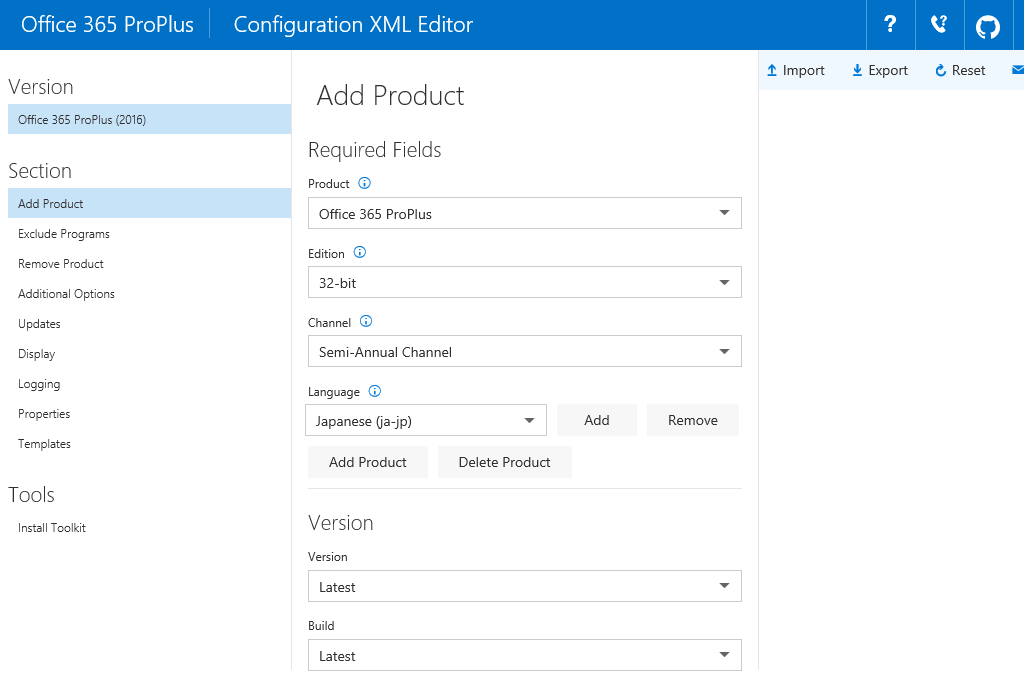 Office 365 ProPlus
Configuration XML Editor
?
Version
Office 365 ProPlus (2016)
Section
Add Product
Exclude Programs
Remove Product
Additional Options
Updates
Display
Logging
Properties
Templates
Tools
Install Toolkit
Add Product
Required Fields
Product
Office 365 ProPlus
Edition
32-bit
Channel
Semi-Annual Channel
Language
Japanese (ja-jp)
Add
Remove
Add Product
Delete Product
Version
Version
Latest
Build
Latest
Import
Export
Reset